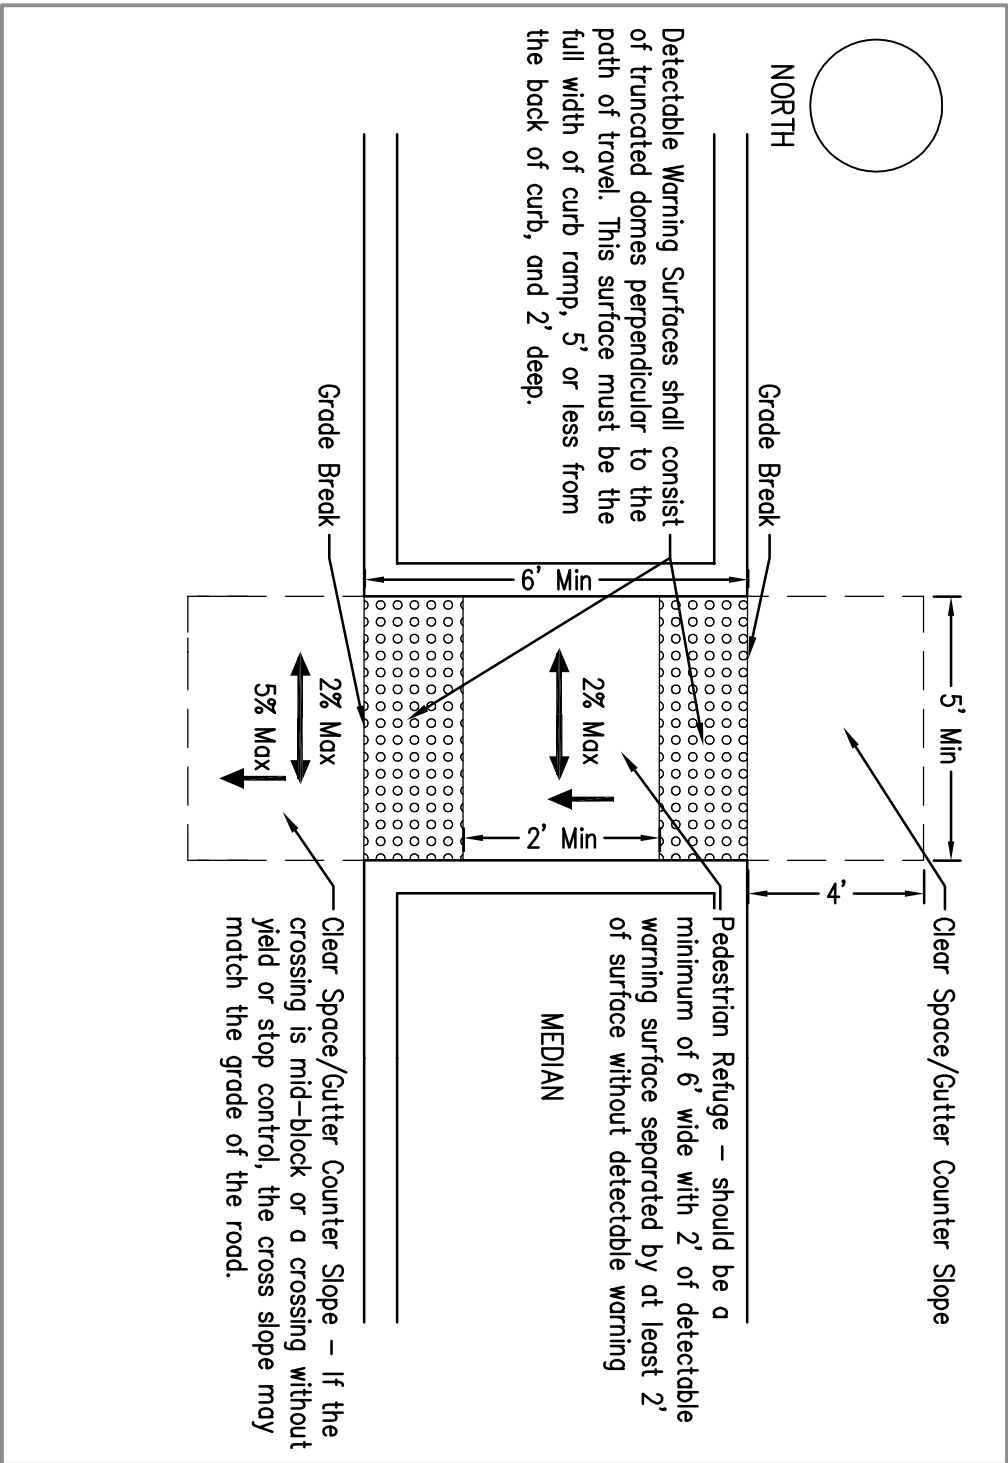 NORTH
Detectable Warning Surfaces shall consist
of truncated domes perpendicular to the
path of travel. This surface must be the
full width of curb ramp, 5' or less from
the back of curb, and 2' deep.
Grade Break
Grade Break
5' Min
6' Min
2% Max
2' Min
4'
2% Max
5% Max
Clear Space/Gutter Counter Slope
Pedestrian Refuge – should be a
minimum of 6' wide with 2' of detectable
warning surface separated by at least 2'
of surface without detectable warning
MEDIAN
Clear Space/Gutter Counter Slope – If the
crossing is mid–block or a crossing without
yield or stop control, the cross slope may
match the grade of the road.